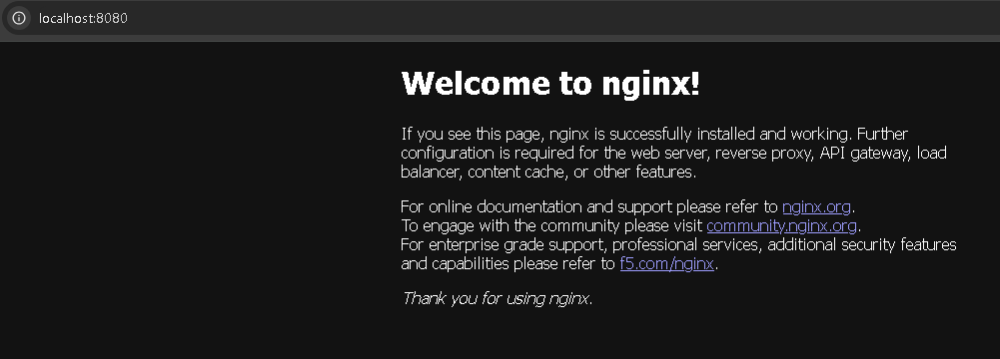 localhost:8080
Welcome to nginx!
If you see this page, nginx is successfully installed and working. Further
configuration is required for the web server, reverse proxy, API gateway, load
balancer, content cache, or other features.
For online documentation and support please refer to nginx.org.
To engage with the community please visit community.nginx.org.
For enterprise grade support, professional services, additional security features
and capabilities please refer to f5.com/nginx.
Thank you for using nginx.